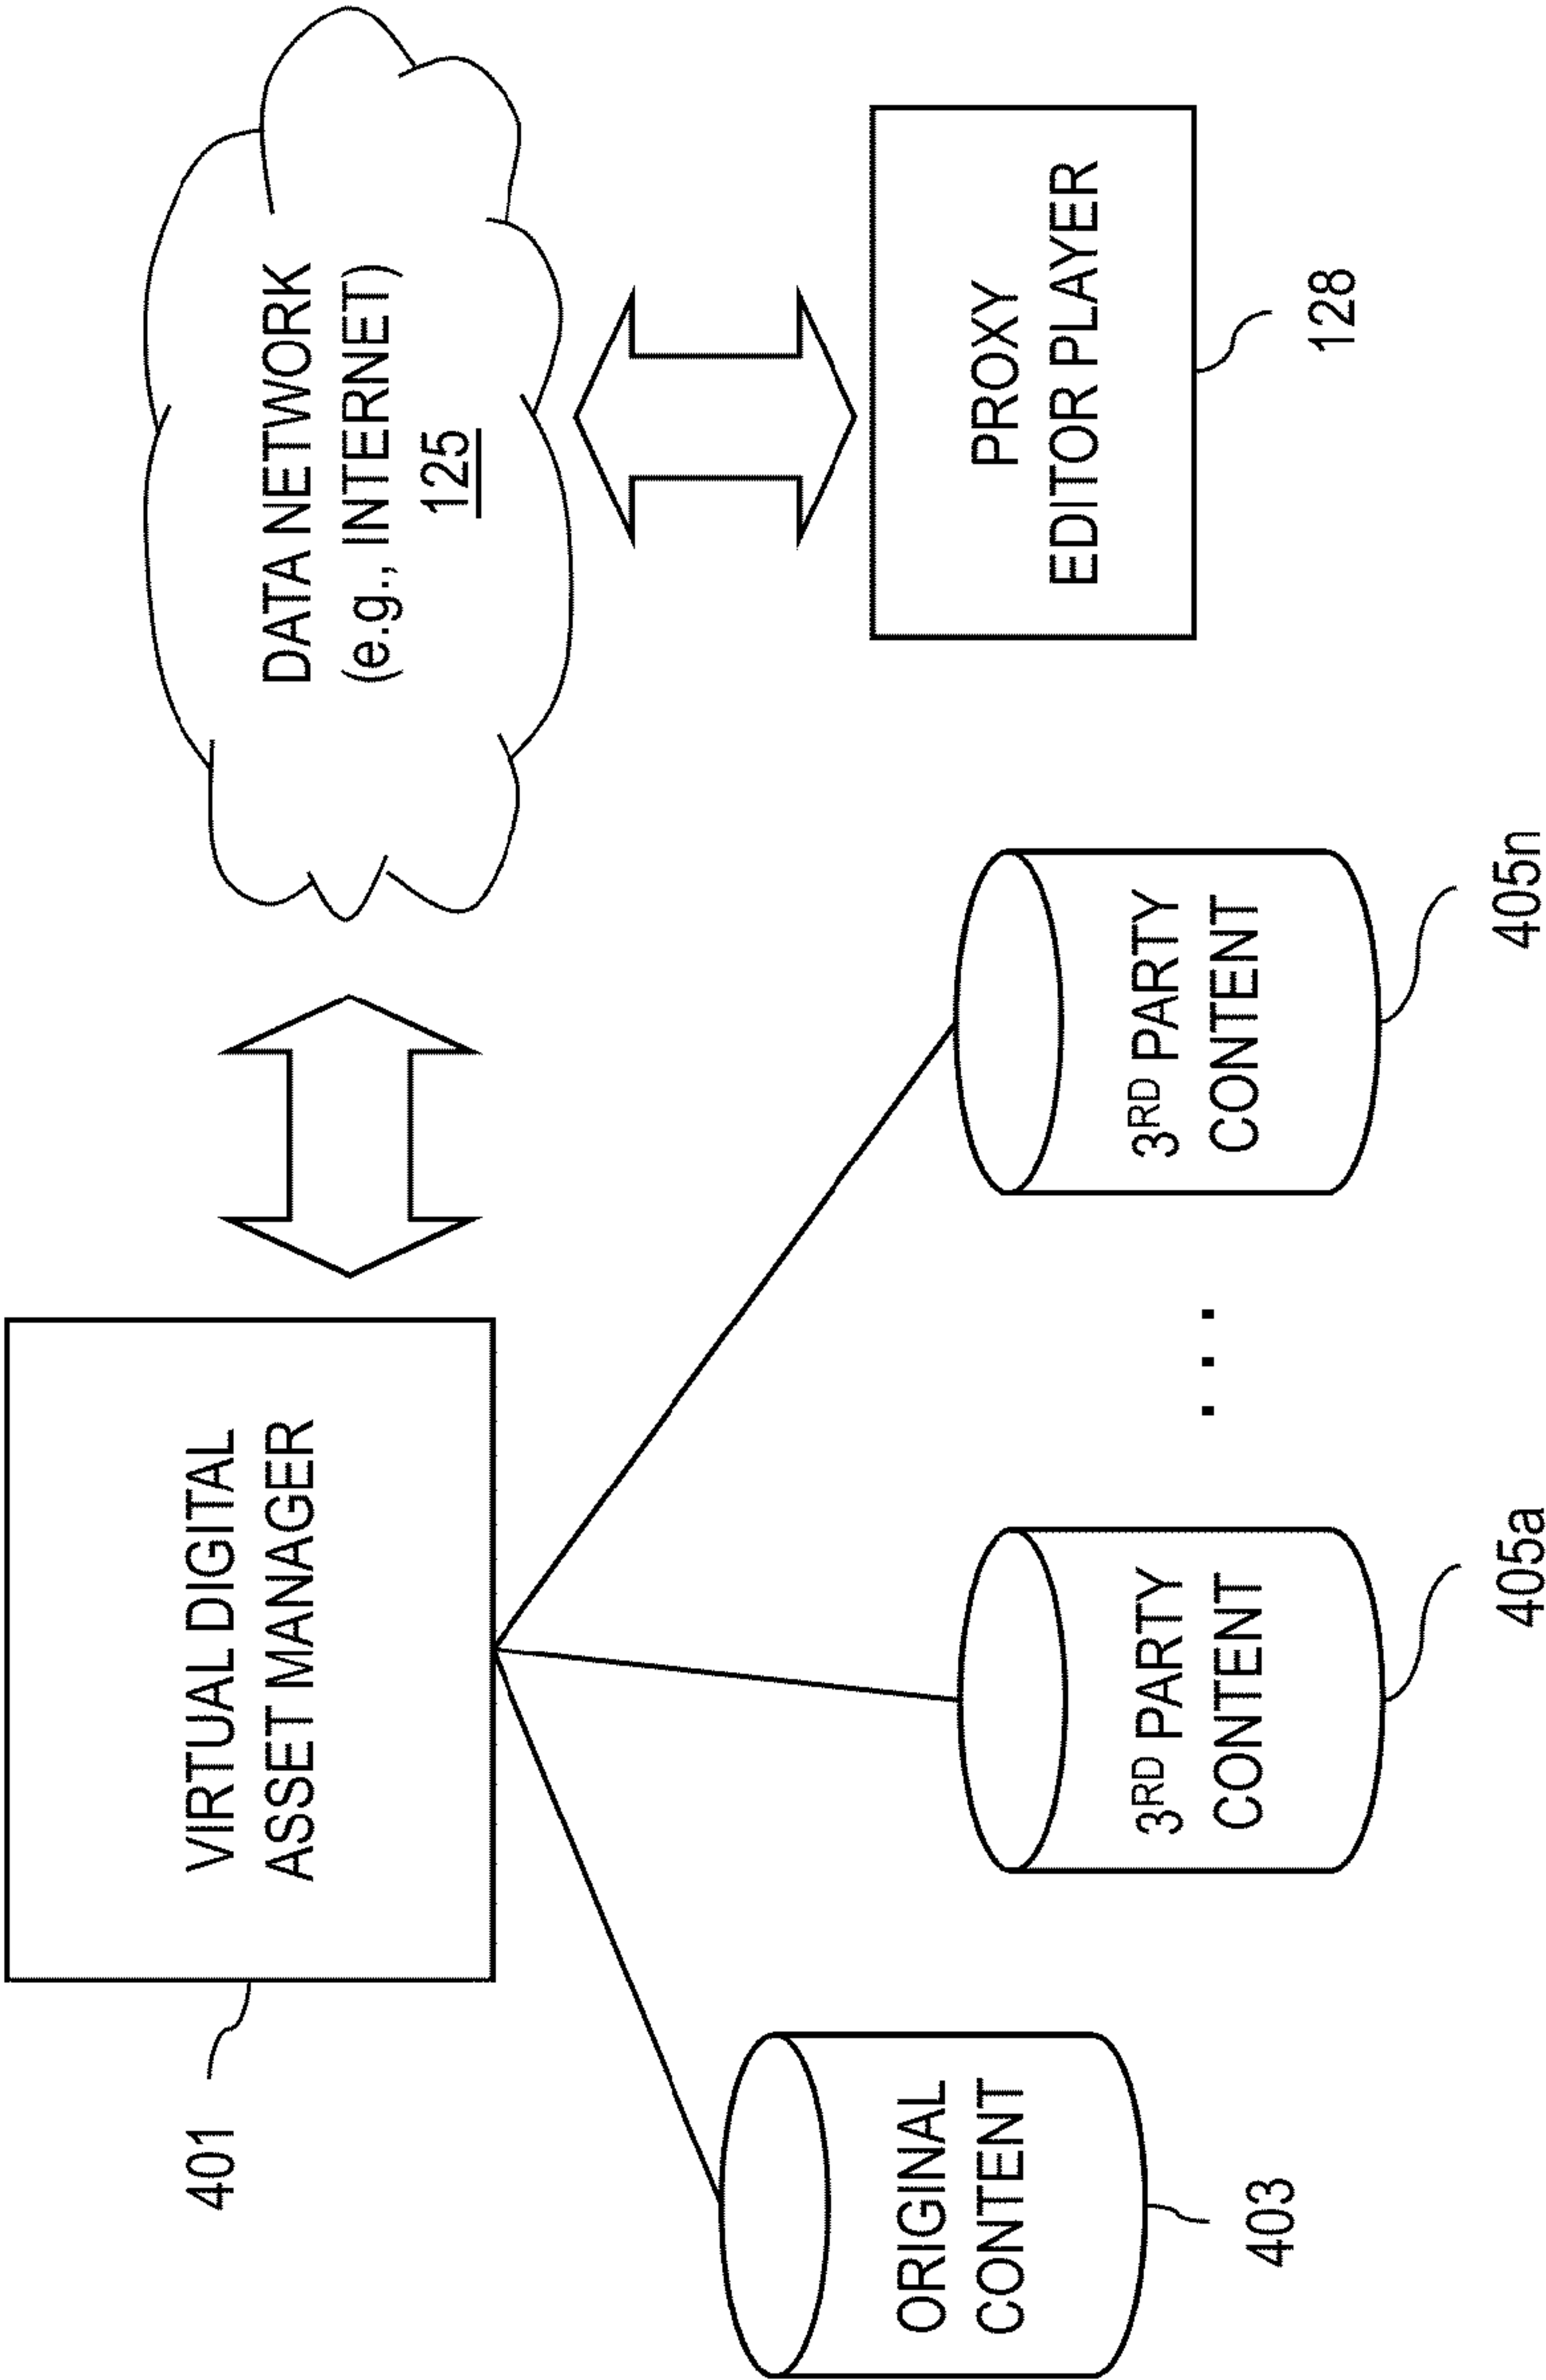 401
VIRTUAL DIGITAL
ASSET MANAGER
DATA NETWORK
(e.g., INTERNET)
125
ORIGINAL
CONTENT
403
3RD PARTY
CONTENT
405a
. . .
3RD PARTY
CONTENT
405n
PROXY
EDITOR PLAYER
128